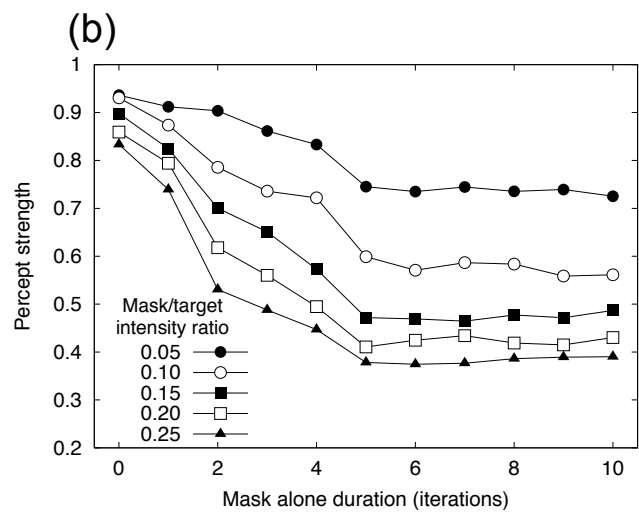 (b)
1
0.9
0.8
0.7
0.6
0.5
0.4
0.3
0.2
Percept strength
Mask/target
intensity ratio
0.05
0.10
0.15
0.20
0.25
0 2 4 6 8 10
Mask alone duration (iterations)